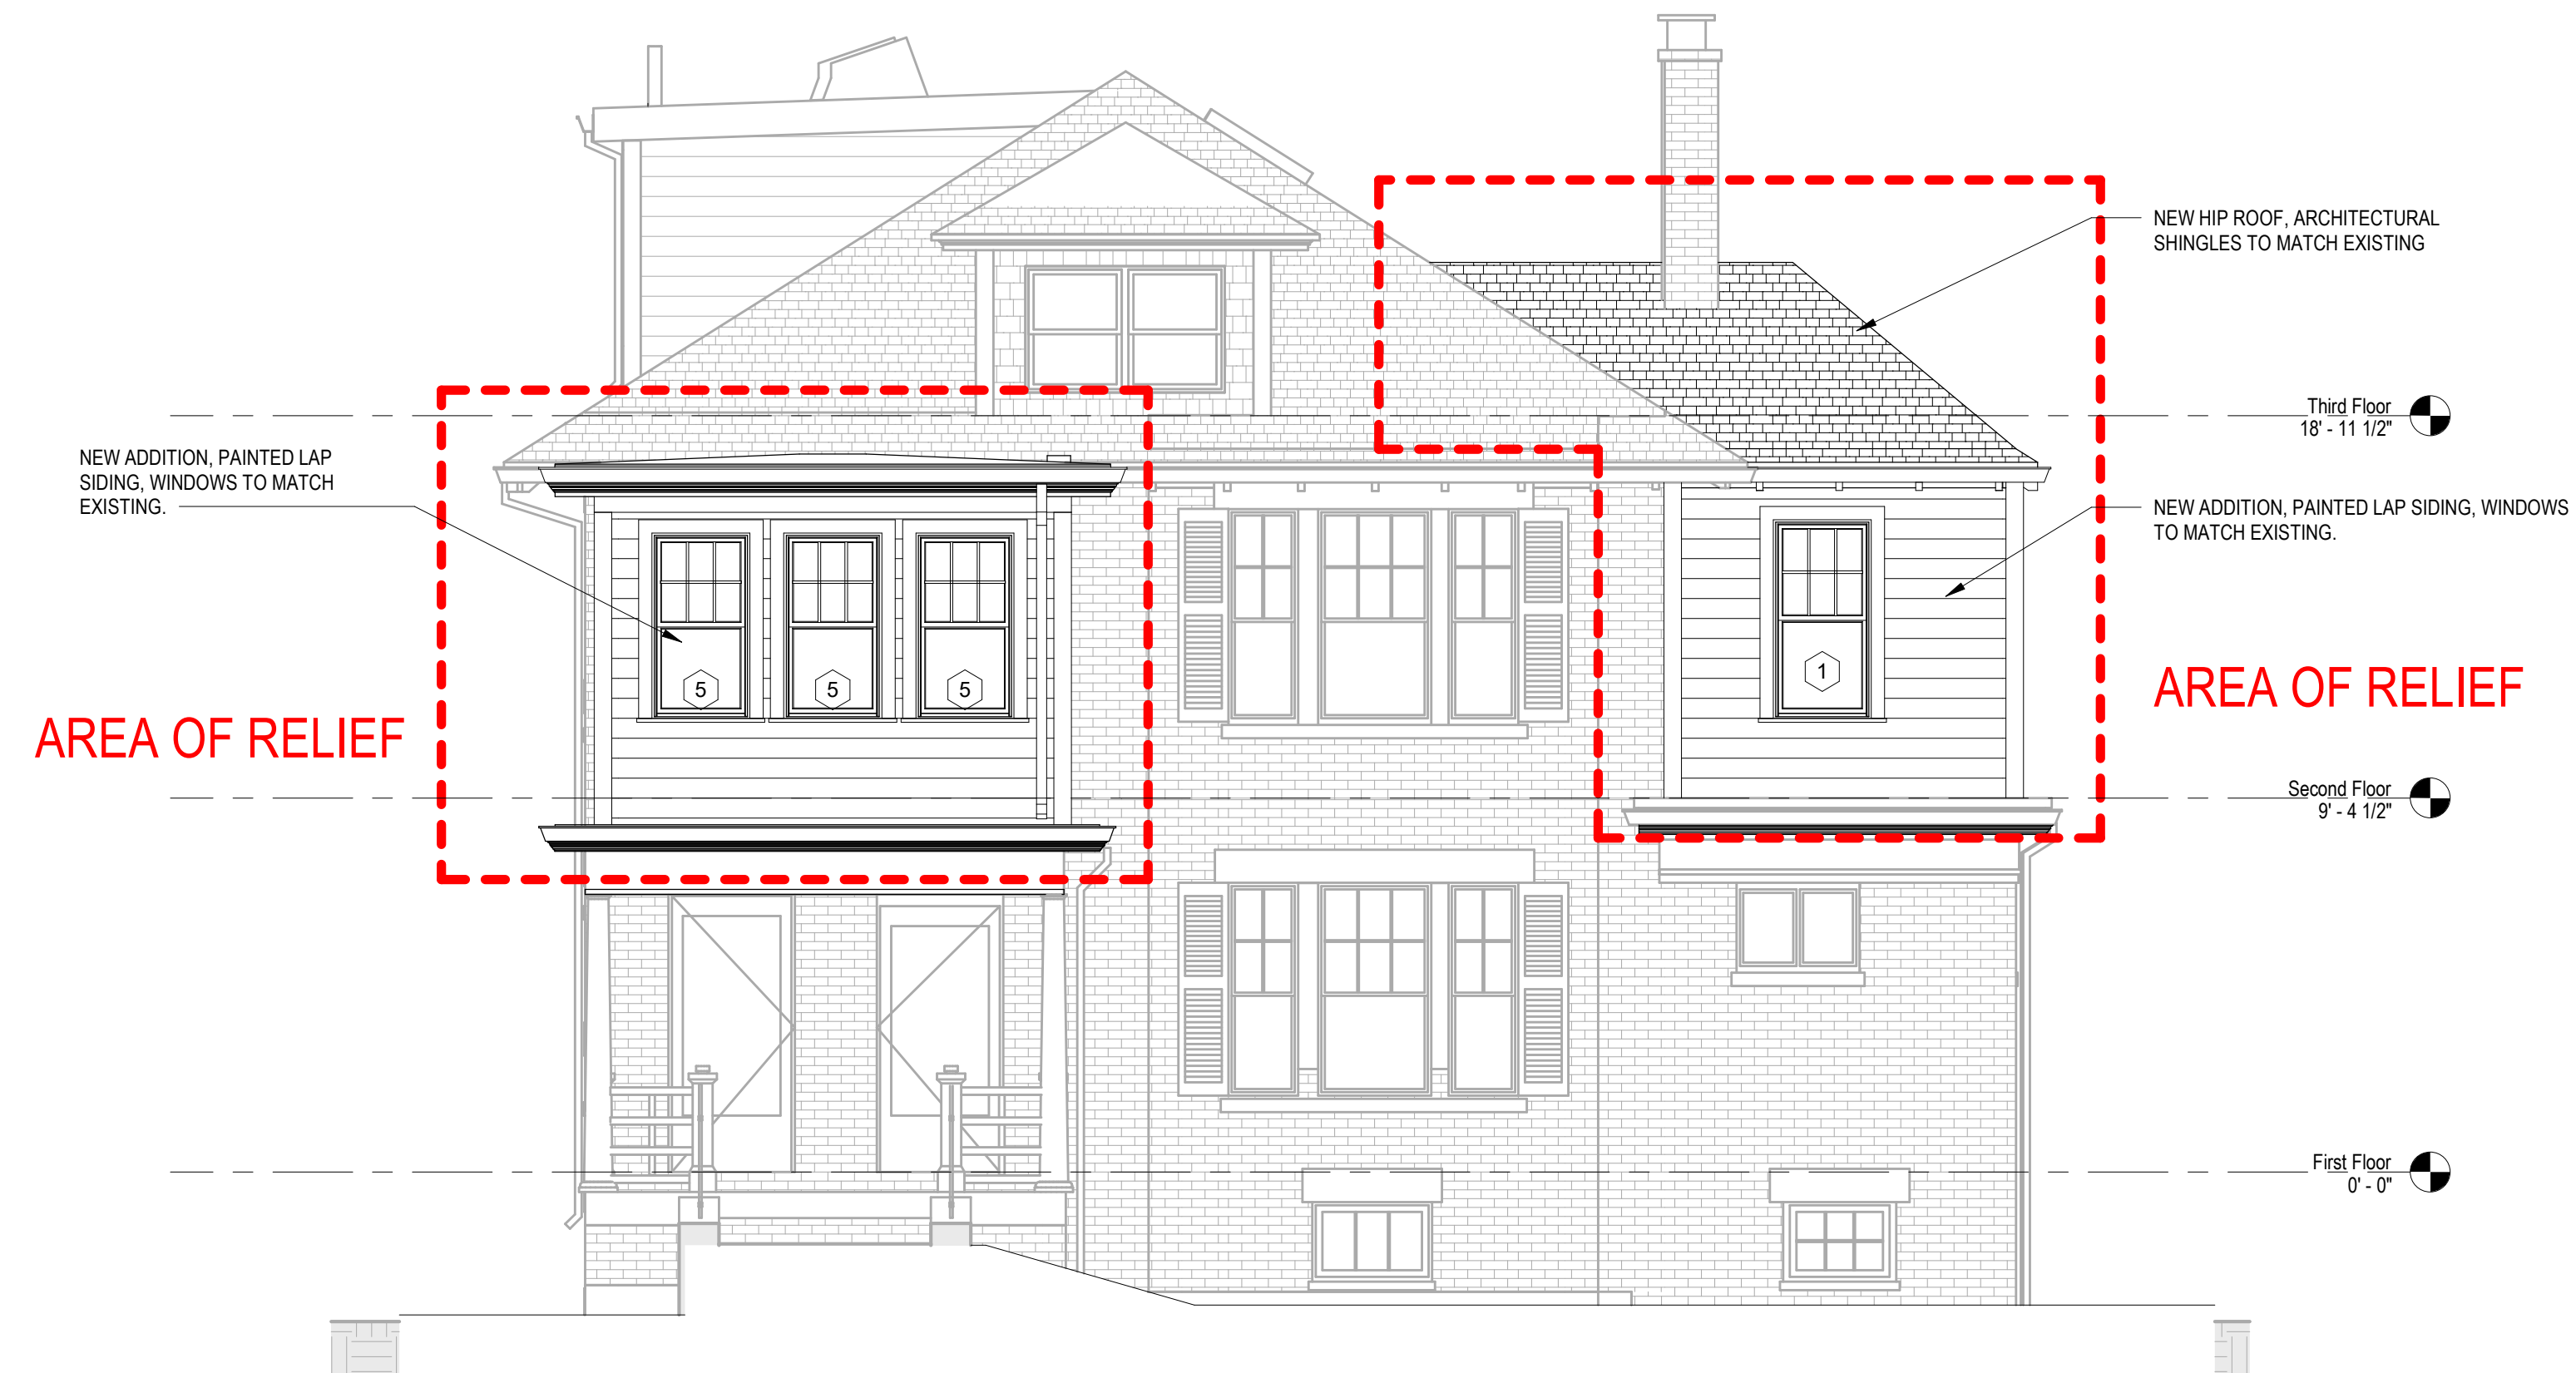 NEW HIP ROOF, ARCHITECTURAL
SHINGLES TO MATCH EXISTING
Third Floor
18' - 11 1/2"
NEW ADDITION, PAINTED LAP
SIDING, WINDOWS TO MATCH
EXISTING.
NEW ADDITION, PAINTED LAP SIDING, WINDOWS
TO MATCH EXISTING.
5
5
5
1
AREA OF RELIEF
AREA OF RELIEF
Second Floor
9' - 4 1/2"
First Floor
0' - 0"